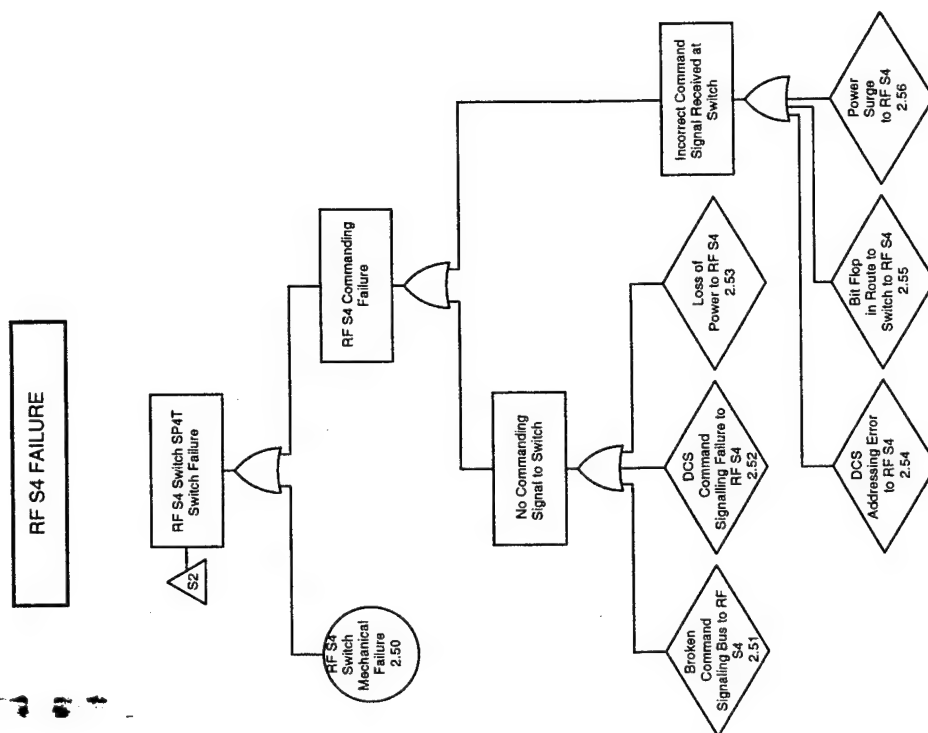 RF S4 FAILURE
RF S4 Switch SP4T
Switch Failure
S2
RF S4
Switch
Mechanical
Failure
2.50
RF S4 Commanding
Failure
No Commanding
Signal to Switch
Incorrect Command
Signal Received at
Switch
Broken
Command
Signaling Bus to RF
S4
2.51
DCS
Command
Signalling Failure to
RF S4
2.52
Loss of
Power to RF S4
2.53
DCS
Addressing Error
to RF S4
2.54
Bit Flop
in Route to
Switch to RF S4
2.55
Power
Surge
to RF S4
2.56